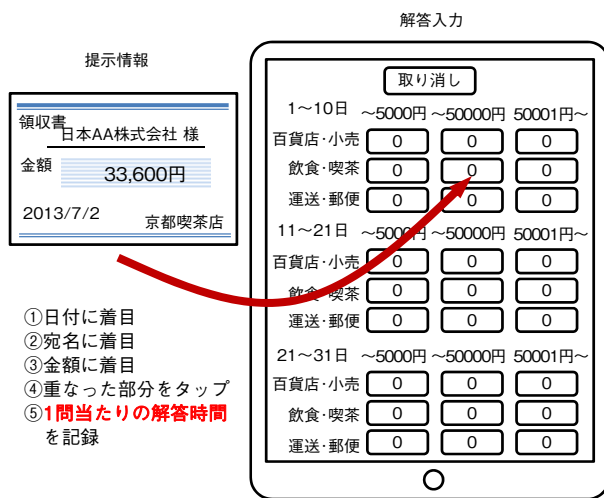 解答入力
提示情報
領収書
日本AA株式会社 様
金額
33,600円
2013/7/2
京都喫茶店
①日付に着目
②宛名に着目
③金額に着目
④重なった部分をタップ
⑤1問当たりの解答時間
を記録
取り消し
1～10日 ～5000円 ～50000円 50001円～
百貨店・小売 0 0 0
飲食・喫茶 0 0 0
運送・郵便 0 0 0
11～21日 ～5000円 ～50000円 50001円～
百貨店・小売 0 0 0
飲食・喫茶 0 0 0
運送・郵便 0 0 0
21～31日 ～5000円 ～50000円 50001円～
百貨店・小売 0 0 0
飲食・喫茶 0 0 0
運送・郵便 0 0 0